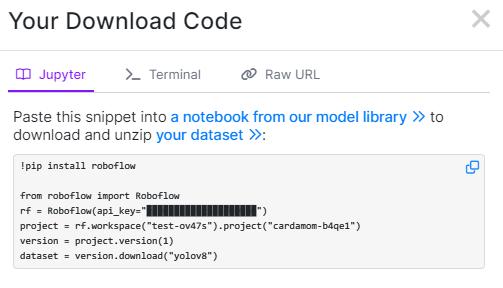 Your Download Code
Jupyter
Terminal
Raw URL
Paste this snippet into a notebook from our model library to
download and unzip your dataset :
!pip install roboflow
from roboflow import Roboflow
rf = Roboflow(api_key="████████████████████")
project = rf.workspace("test-ov47s").project("cardamom-b4qe1")
version = project.version(1)
dataset = version.download("yolov8")